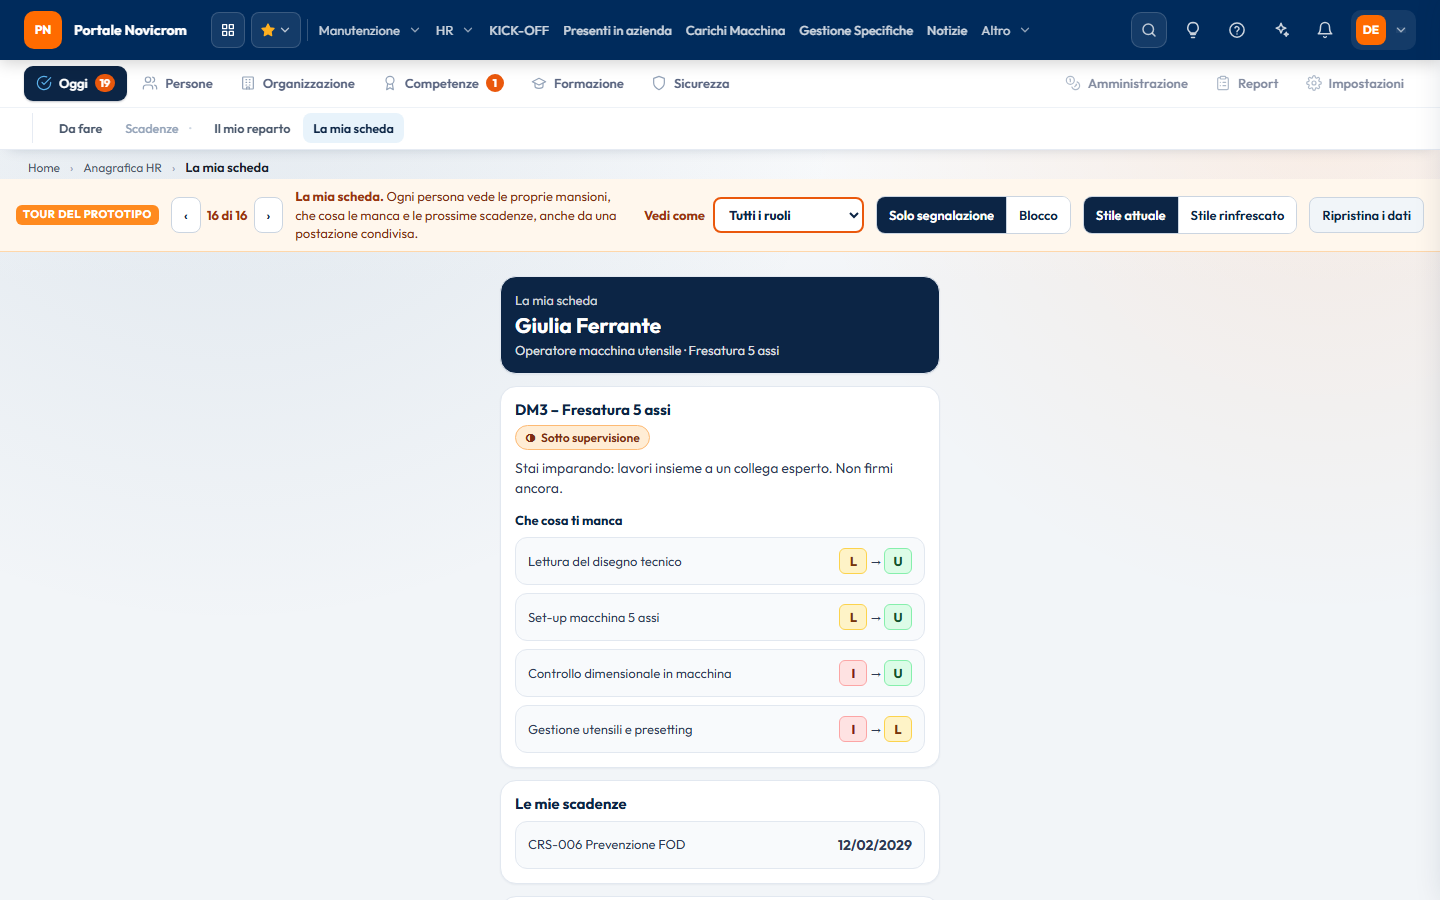 PN Portale Novicrom Manutenzione HR KICK-OFF Presenti in azienda Carichi Macchina Gestione Specifiche Notizie Altro DE
Oggi 19 Persone Organizzazione Competenze 1 Formazione Sicurezza Amministrazione Report Impostazioni
Da fare Scadenze · Il mio reparto La mia scheda
Home › Anagrafica HR › La mia scheda
TOUR DEL PROTOTIPO ‹ 16 di 16 ›
La mia scheda. Ogni persona vede le proprie mansioni,
che cosa le manca e le prossime scadenze, anche da una
postazione condivisa.
Vedi come Tutti i ruoli Solo segnalazione Blocco Stile attuale Stile rinfrescato Ripristina i dati
La mia scheda
Giulia Ferrante
Operatore macchina utensile · Fresatura 5 assi
DM3 – Fresatura 5 assi
Sotto supervisione
Stai imparando: lavori insieme a un collega esperto. Non firmi
ancora.
Che cosa ti manca
Lettura del disegno tecnico L → U
Set-up macchina 5 assi L → U
Controllo dimensionale in macchina I → U
Gestione utensili e presetting I → L
Le mie scadenze
CRS-006 Prevenzione FOD 12/02/2029